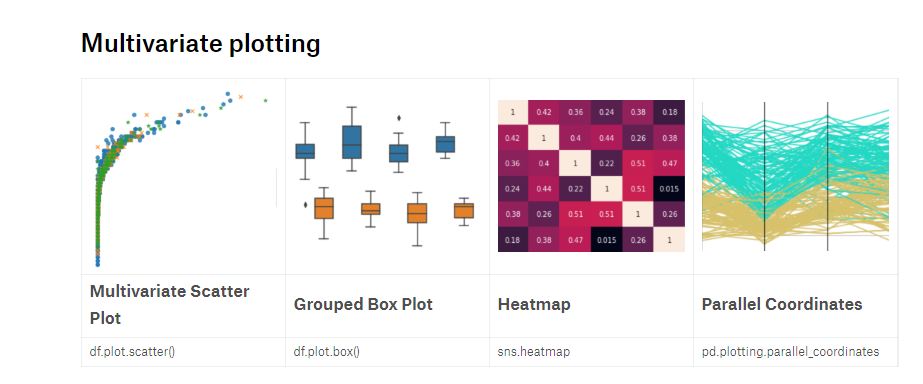 Multivariate plotting
1 0.42 0.36 0.24 0.38 0.18
0.42 1 0.4 0.44 0.26 0.38
0.36 0.4 1 0.22 0.51 0.47
0.24 0.44 0.22 1 0.51 0.015
0.38 0.26 0.51 0.51 1 0.26
0.18 0.38 0.47 0.015 0.26 1
Multivariate Scatter
Plot
Grouped Box Plot
Heatmap
Parallel Coordinates
df.plot.scatter()
df.plot.box()
sns.heatmap
pd.plotting.parallel_coordinates